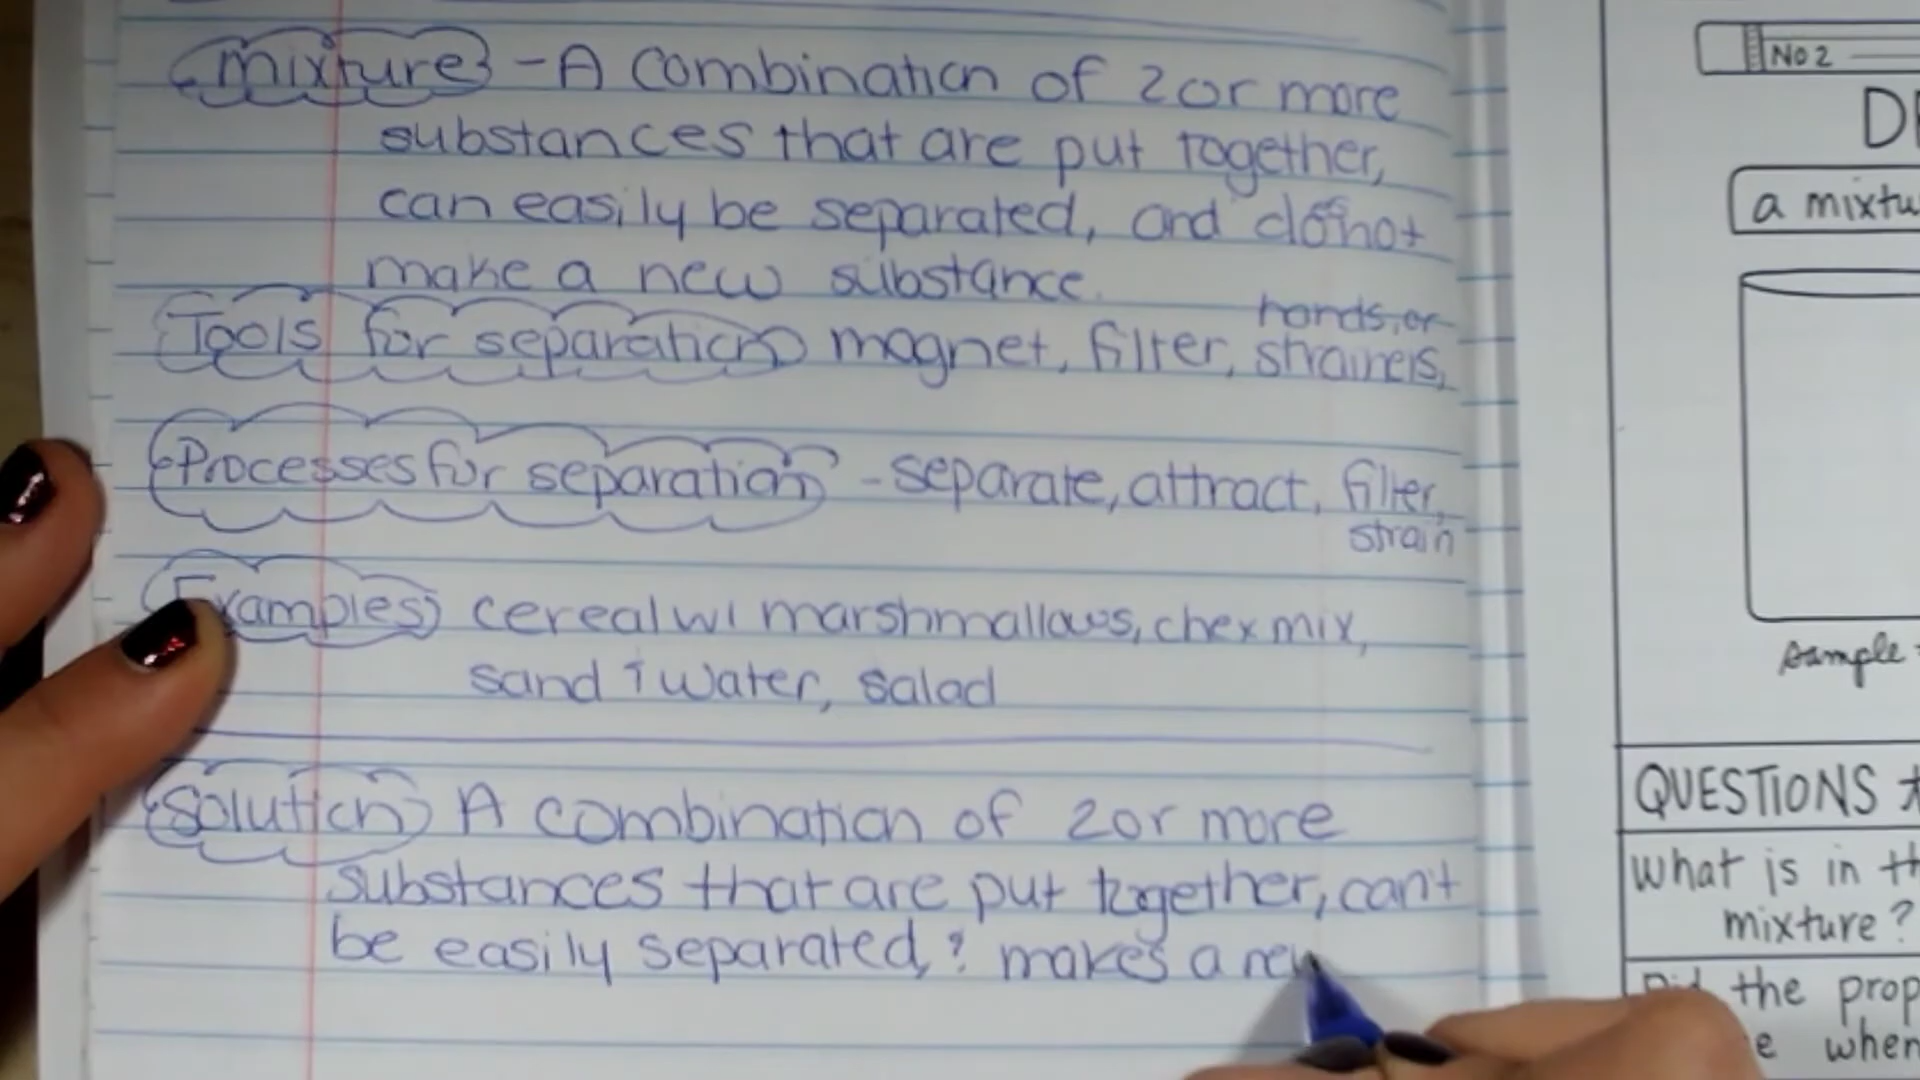 mixture - A combination of 2 or more
substances that are put together,
can easily be separated, and does not
make a new substance.
Tools for separation magnet, filter, strainers,
hands, or
Processes for separation - separate, attract, filter,
strain
Examples cereal w/ marshmallows, chex mix,
sand & water, salad
Solution A combination of 2 or more
substances that are put together, can't
be easily separated, & makes a new
No 2
a mixtu
sample
QUESTIONS
What is in th
mixture?
Did the prop
e when